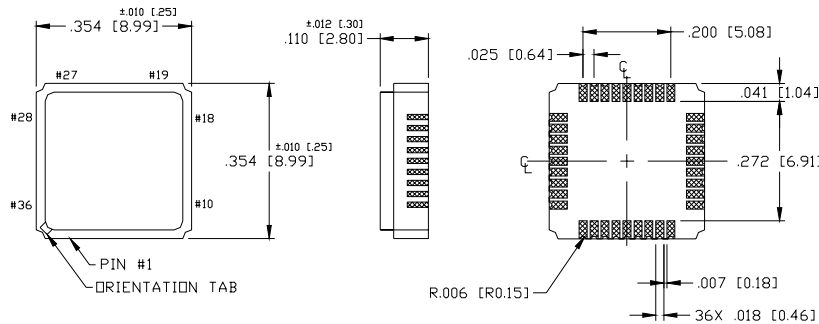 ±.010 [.25]
.354 [8.99]
#27
#19
#28
#18
#36
#10
±.010 [.25]
.354 [8.99]
PIN #1
ORIENTATION TAB
±.012 [.30]
.110 [2.80]
.200 [5.08]
.025 [0.64]
CL
.041 [1.04]
CL
.272 [6.91]
R.006 [R0.15]
.007 [0.18]
36X .018 [0.46]